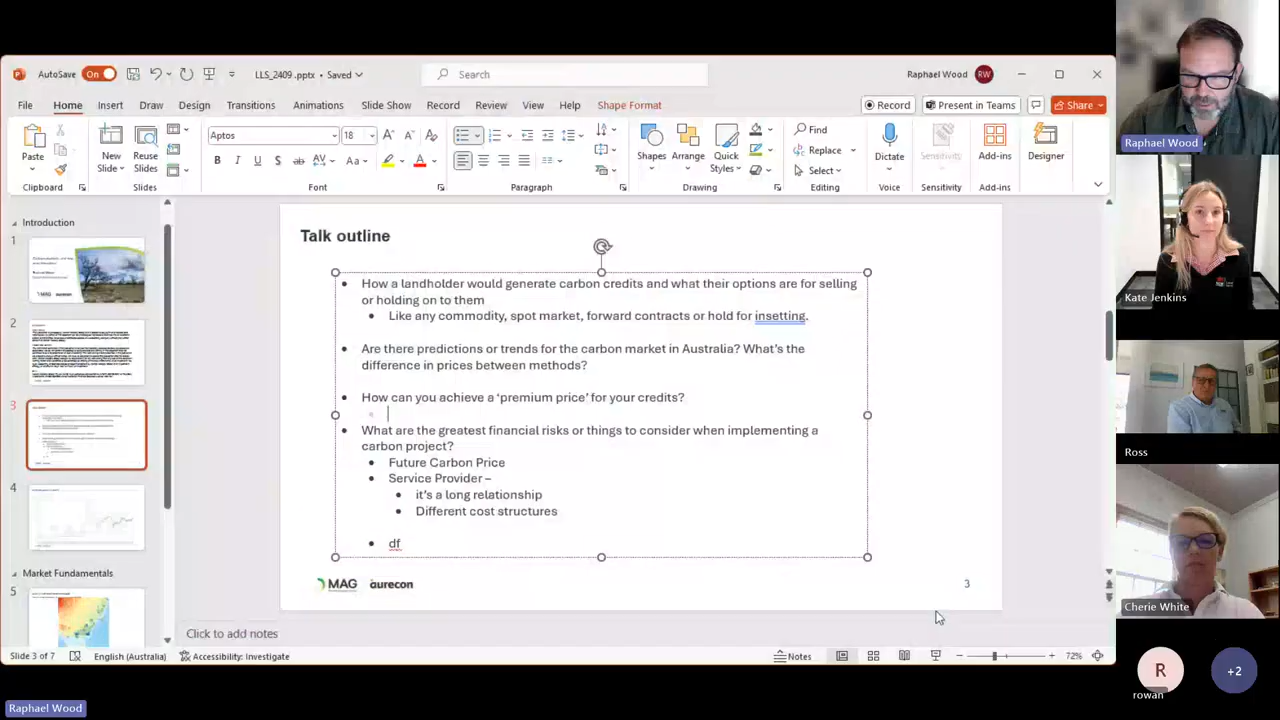 AutoSave
On
LLS_2409 .pptx • Saved
Search
Raphael Wood
RW
File
Home
Insert
Draw
Design
Transitions
Animations
Slide Show
Record
Review
View
Help
Shape Format
Record
Present in Teams
Share
Paste
New Slide
Reuse Slides
Aptos
18
Shapes
Arrange
Quick Styles
Find
Replace
Select
Dictate
Sensitivity
Add-ins
Designer
Clipboard
Slides
Font
Paragraph
Drawing
Editing
Voice
Sensitivity
Add-ins
Introduction
1
2
3
4
Market Fundamentals
5
Talk outline
• How a landholder would generate carbon credits and what their options are for selling
or holding on to them
• Like any commodity, spot market, forward contracts or hold for insetting.
• Are there predictions or trends for the carbon market in Australia? What's the
difference in prices between methods?
• How can you achieve a 'premium price' for your credits?
• What are the greatest financial risks or things to consider when implementing a
carbon project?
• Future Carbon Price
• Service Provider –
• it's a long relationship
• Different cost structures
• df
MAG
aurecon
3
Click to add notes
Slide 3 of 7
English (Australia)
Accessibility: Investigate
Notes
72%
Raphael Wood
Raphael Wood
Kate Jenkins
Ross
Cherie White
R
rowan
+2